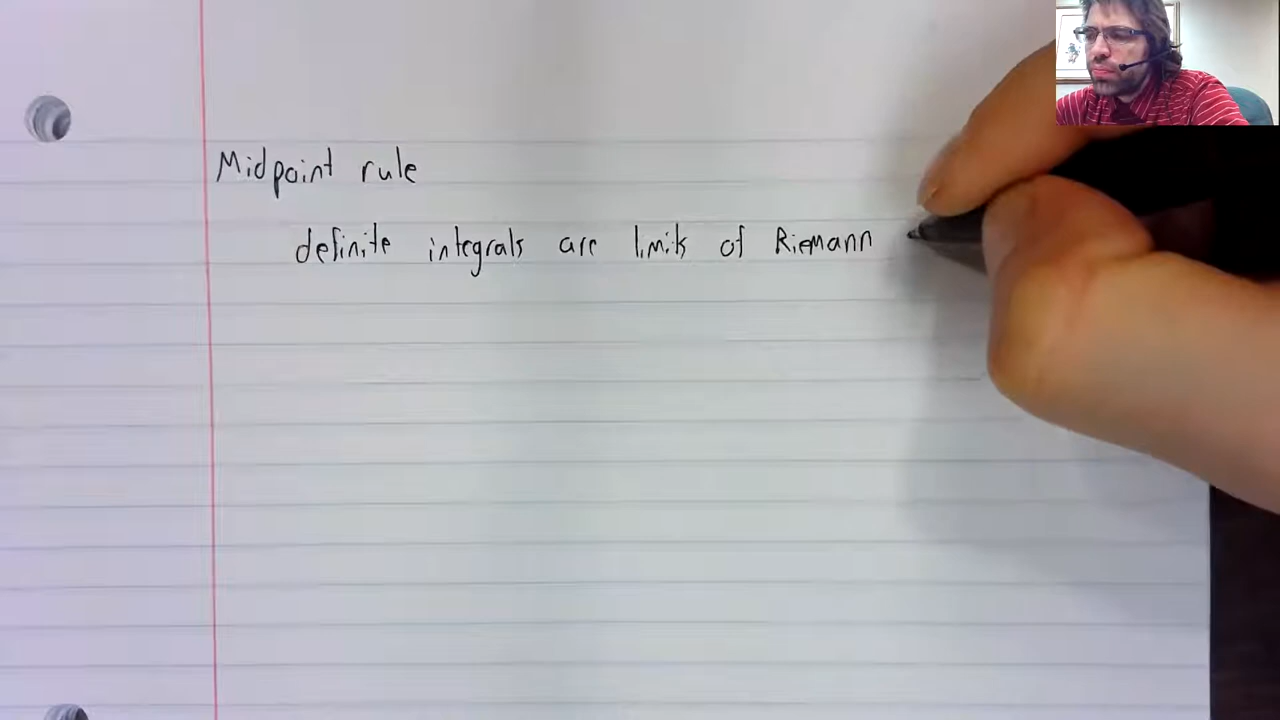 Midpoint rule
definite integrals are limits of Riemann